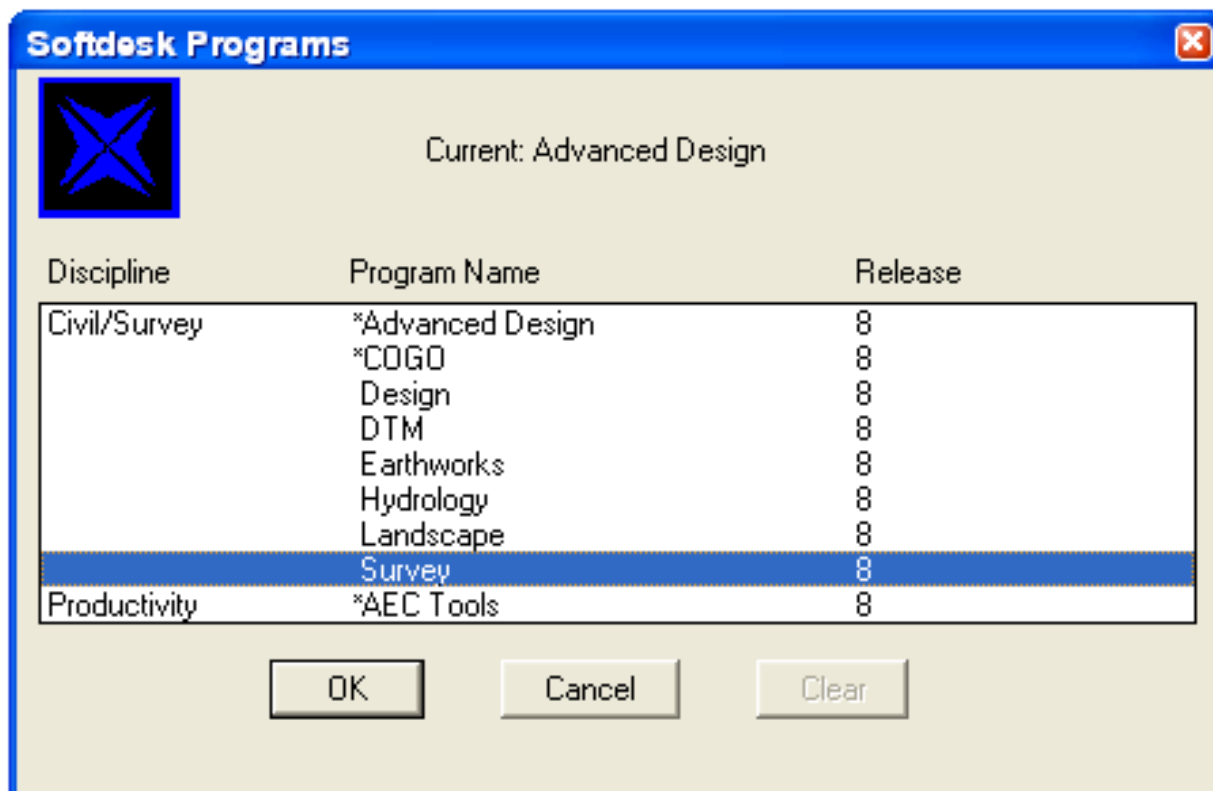 Softdesk Programs
Current: Advanced Design
Discipline Program Name Release
Civil/Survey *Advanced Design 8
*COGO 8
Design 8
DTM 8
Earthworks 8
Hydrology 8
Landscape 8
Survey 8
Productivity *AEC Tools 8
OK Cancel Clear